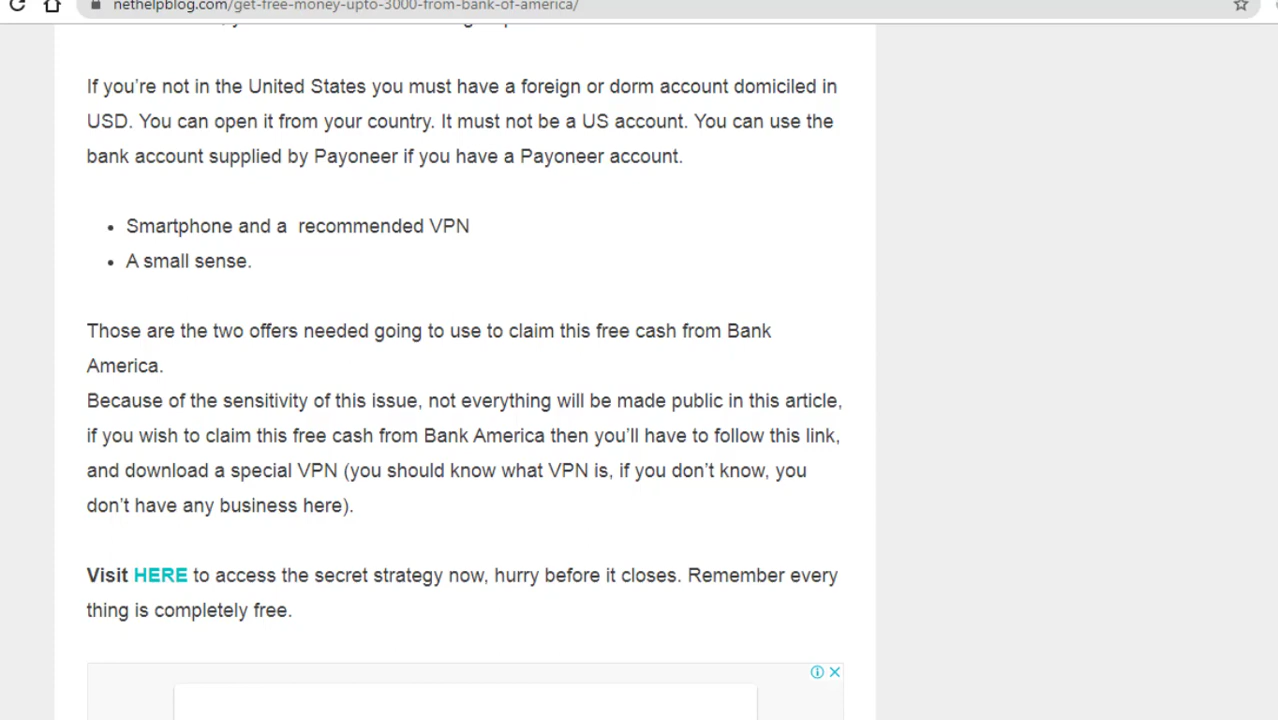 nethelpblog.com/get-free-money-upto-3000-from-bank-of-america/
If you’re not in the United States you must have a foreign or dorm account domiciled in
USD. You can open it from your country. It must not be a US account. You can use the
bank account supplied by Payoneer if you have a Payoneer account.
• Smartphone and a  recommended VPN
• A small sense.
Those are the two offers needed going to use to claim this free cash from Bank
America.
Because of the sensitivity of this issue, not everything will be made public in this article,
if you wish to claim this free cash from Bank America then you’ll have to follow this link,
and download a special VPN (you should know what VPN is, if you don’t know, you
don’t have any business here).
Visit HERE to access the secret strategy now, hurry before it closes. Remember every
thing is completely free.